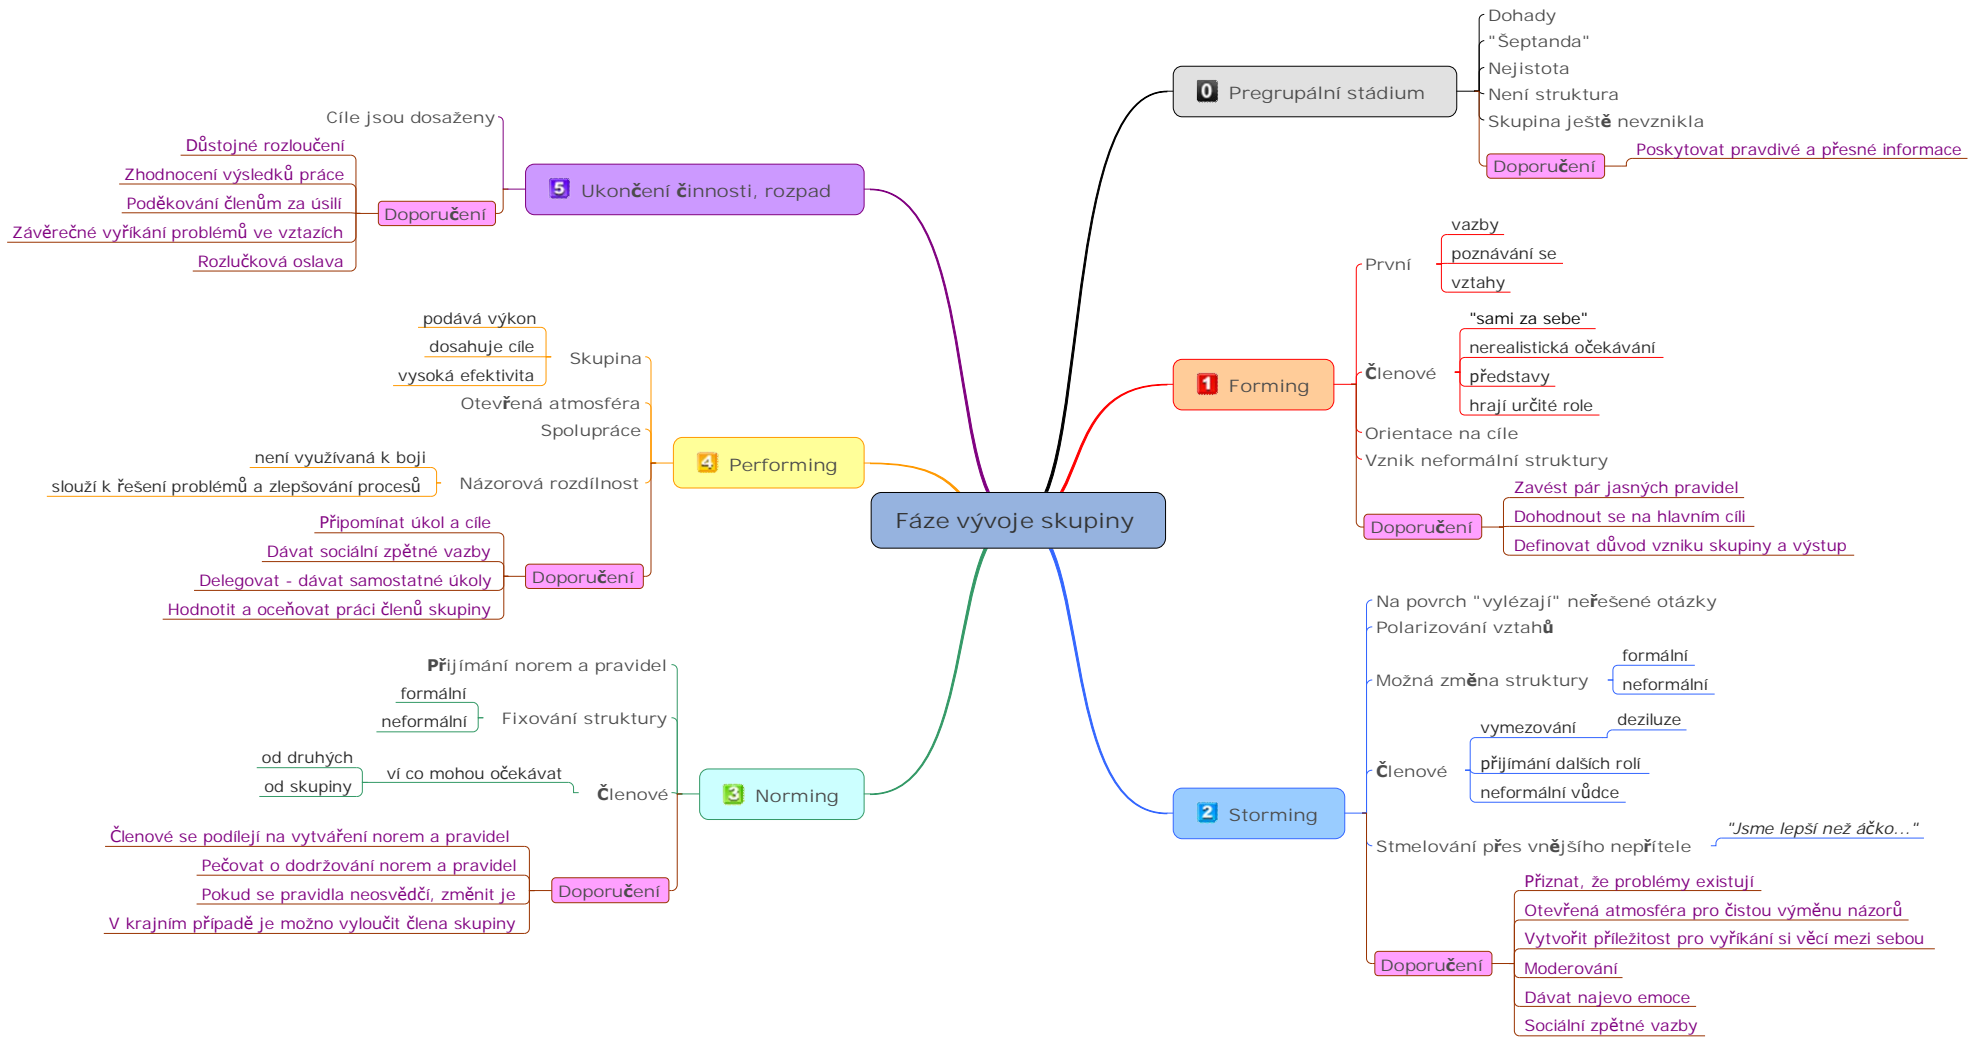 Fáze vývoje skupiny
0 Pregrupální stádium
Dohady
"Šeptanda"
Nejistota
Není struktura
Skupina ještě nevznikla
Doporučení
Poskytovat pravdivé a přesné informace
1 Forming
První
vazby
poznávání se
vztahy
Členové
"sami za sebe"
nerealistická očekávání
představy
hrají určité role
Orientace na cíle
Vznik neformální struktury
Doporučení
Zavést pár jasných pravidel
Dohodnout se na hlavním cíli
Definovat důvod vzniku skupiny a výstup
2 Storming
Na povrch "vylézají" neřešené otázky
Polarizování vztahů
Možná změna struktury
formální
neformální
Členové
vymezování
deziluze
přijímání dalších rolí
neformální vůdce
Stmelování přes vnějšího nepřítele
"Jsme lepší než áčko..."
Doporučení
Přiznat, že problémy existují
Otevřená atmosféra pro čistou výměnu názorů
Vytvořit příležitost pro vyříkání si věcí mezi sebou
Moderování
Dávat najevo emoce
Sociální zpětné vazby
3 Norming
Přijímání norem a pravidel
Fixování struktury
formální
neformální
Členové
ví co mohou očekávat
od druhých
od skupiny
Doporučení
Členové se podílejí na vytváření norem a pravidel
Pečovat o dodržování norem a pravidel
Pokud se pravidla neosvědčí, změnit je
V krajním případě je možno vyloučit člena skupiny
4 Performing
Skupina
podává výkon
dosahuje cíle
vysoká efektivita
Otevřená atmosféra
Spolupráce
Názorová rozdílnost
není využívaná k boji
slouží k řešení problémů a zlepšování procesů
Doporučení
Připomínat úkol a cíle
Dávat sociální zpětné vazby
Delegovat - dávat samostatné úkoly
Hodnotit a oceňovat práci členů skupiny
5 Ukončení činnosti, rozpad
Cíle jsou dosaženy
Doporučení
Důstojné rozloučení
Zhodnocení výsledků práce
Poděkování členům za úsilí
Závěrečné vyříkání problémů ve vztazích
Rozlučková oslava